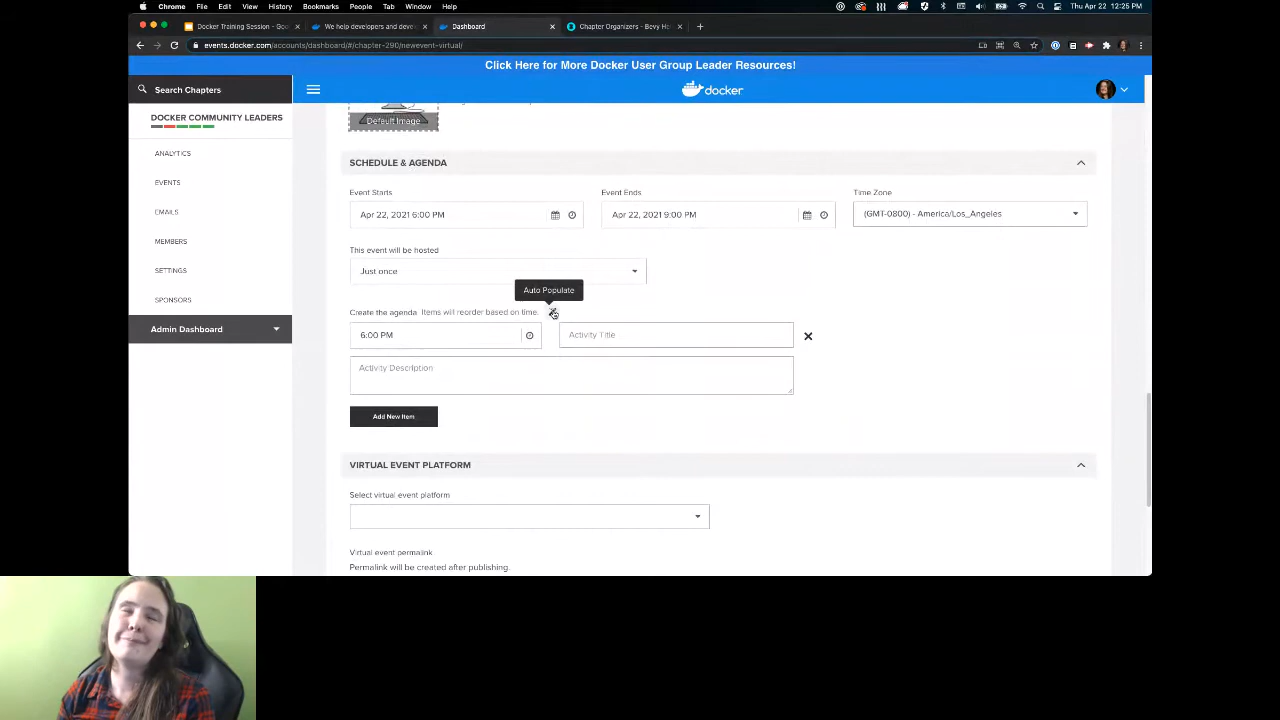 Chrome File Edit View History Bookmarks People Tab Window Help
Thu Apr 22 12:25 PM
Docker Training Session - Goo
We help developers and devel
Dashboard
Chapter Organizers - Bevy He
events.docker.com/accounts/dashboard/#/chapter-290/newevent-virtual/
Click Here for More Docker User Group Leader Resources!
Search Chapters
docker
DOCKER COMMUNITY LEADERS
ANALYTICS
EVENTS
EMAILS
MEMBERS
SETTINGS
SPONSORS
Admin Dashboard
Default Image
SCHEDULE & AGENDA
Event Starts
Event Ends
Time Zone
Apr 22, 2021 6:00 PM
Apr 22, 2021 9:00 PM
(GMT-0800) - America/Los_Angeles
This event will be hosted
Just once
Auto Populate
Create the agenda Items will reorder based on time.
6:00 PM
Activity Title
Activity Description
Add New Item
VIRTUAL EVENT PLATFORM
Select virtual event platform
Virtual event permalink
Permalink will be created after publishing.